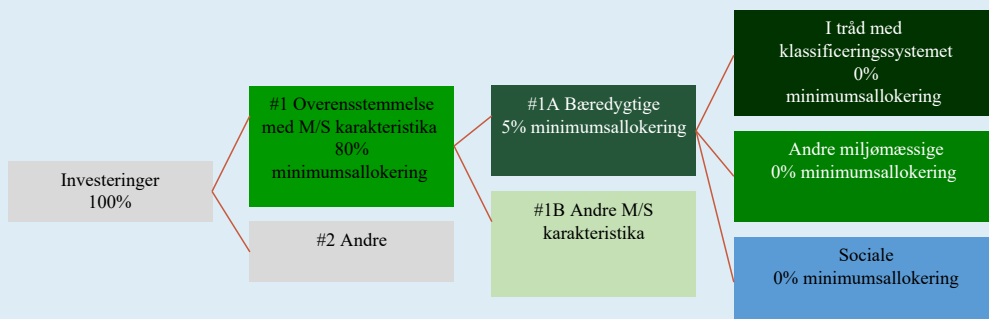 Investeringer
100%
#1 Overensstemmelse
med M/S karakteristika
80%
minimumsallokering
#2 Andre
#1A Bæredygtige
5% minimumsallokering
#1B Andre M/S
karakteristika
I tråd med
klassificeringssystemet
0%
minimumsallokering
Andre miljømæssige
0% minimumsallokering
Sociale
0% minimumsallokering